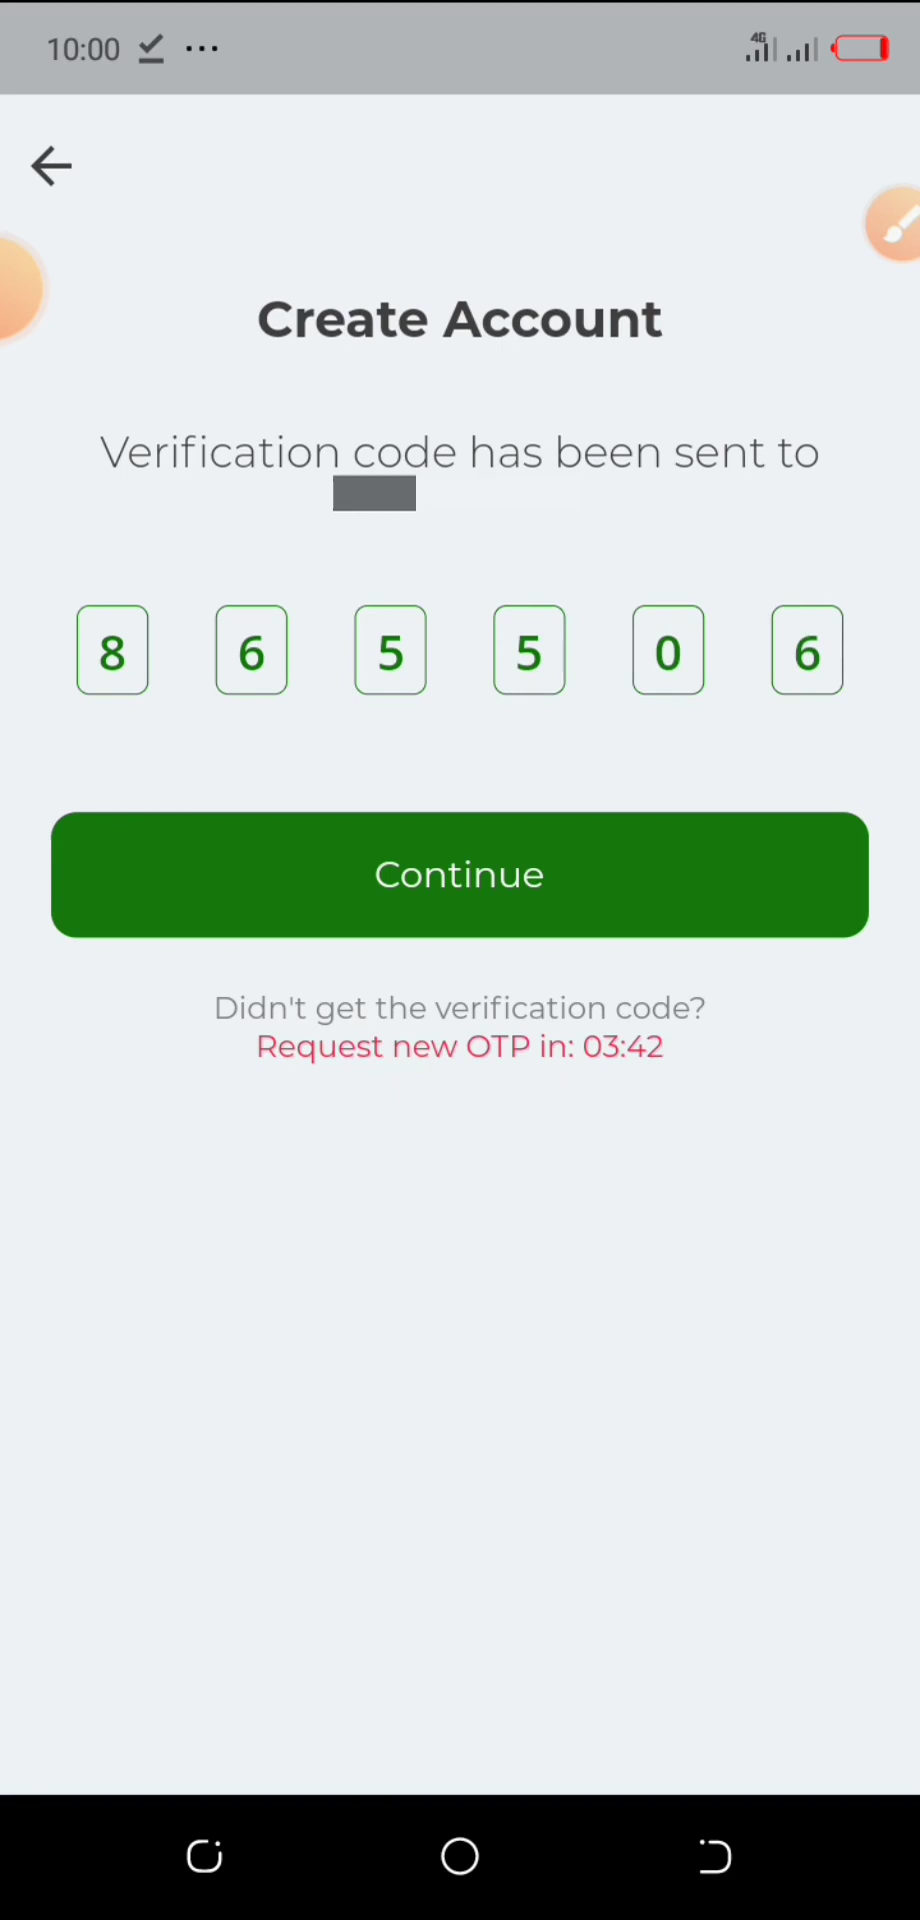 10:00
4G
Create Account
Verification code has been sent to
8 6 5 5 0 6
Continue
Didn't get the verification code?
Request new OTP in: 03:42